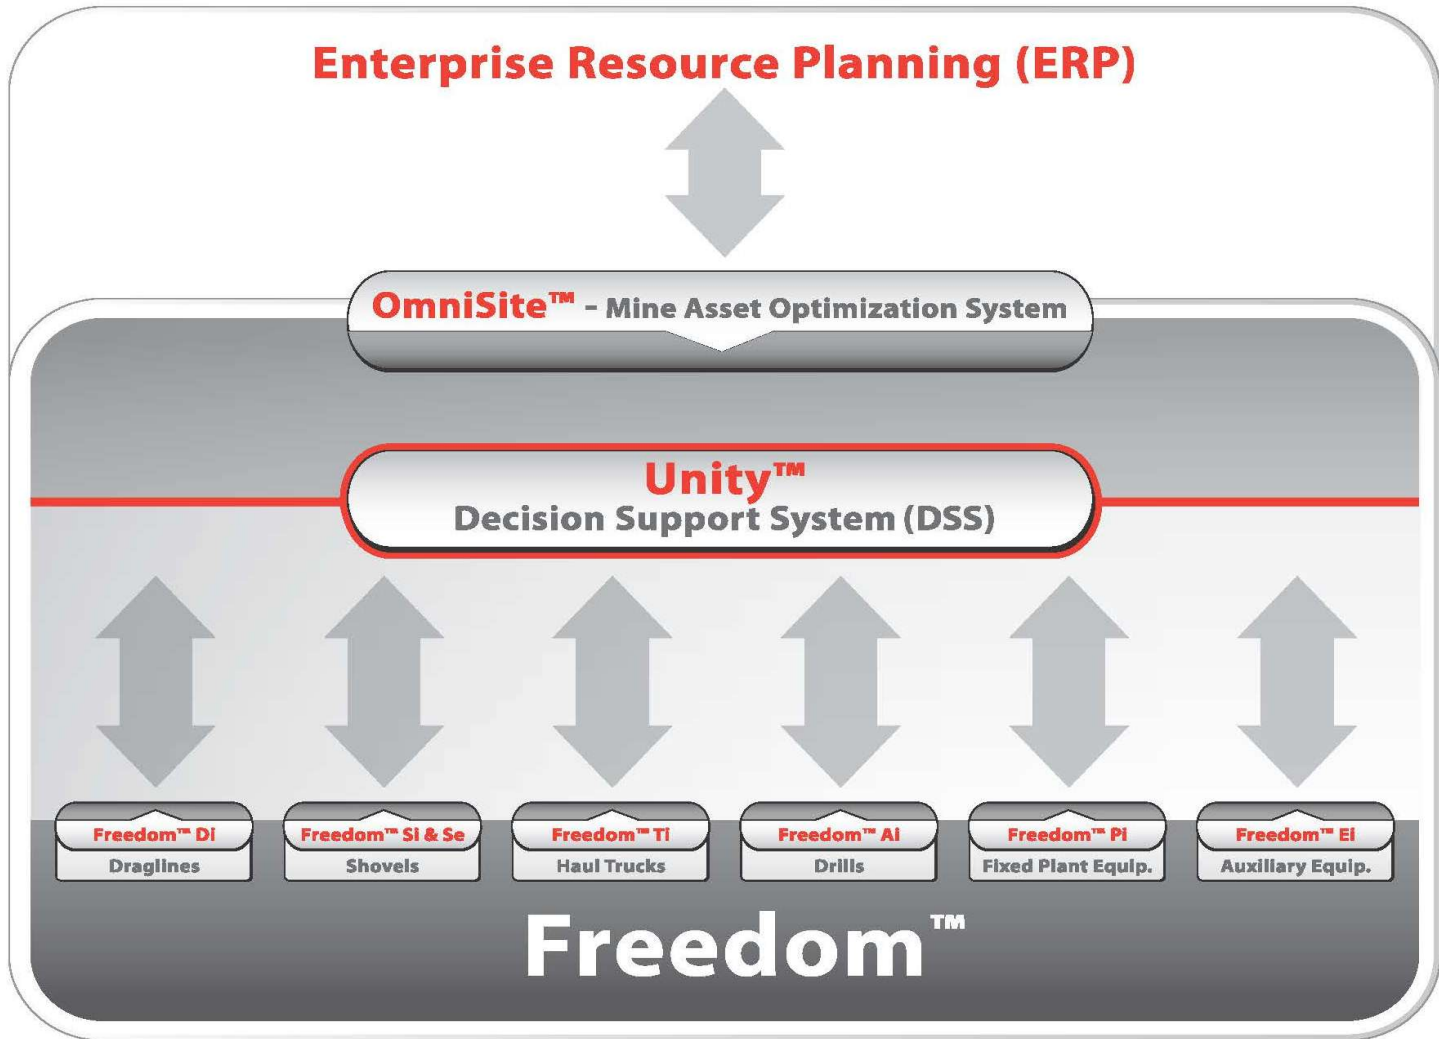 Enterprise Resource Planning (ERP)
OmniSite™ - Mine Asset Optimization System
Unity™
Decision Support System (DSS)
Freedom™ Di
Draglines
Freedom™ Si & Se
Shovels
Freedom™ Ti
Haul Trucks
Freedom™ Ai
Drills
Freedom™ Pi
Fixed Plant Equip.
Freedom™ Ei
Auxiliary Equip.
Freedom™